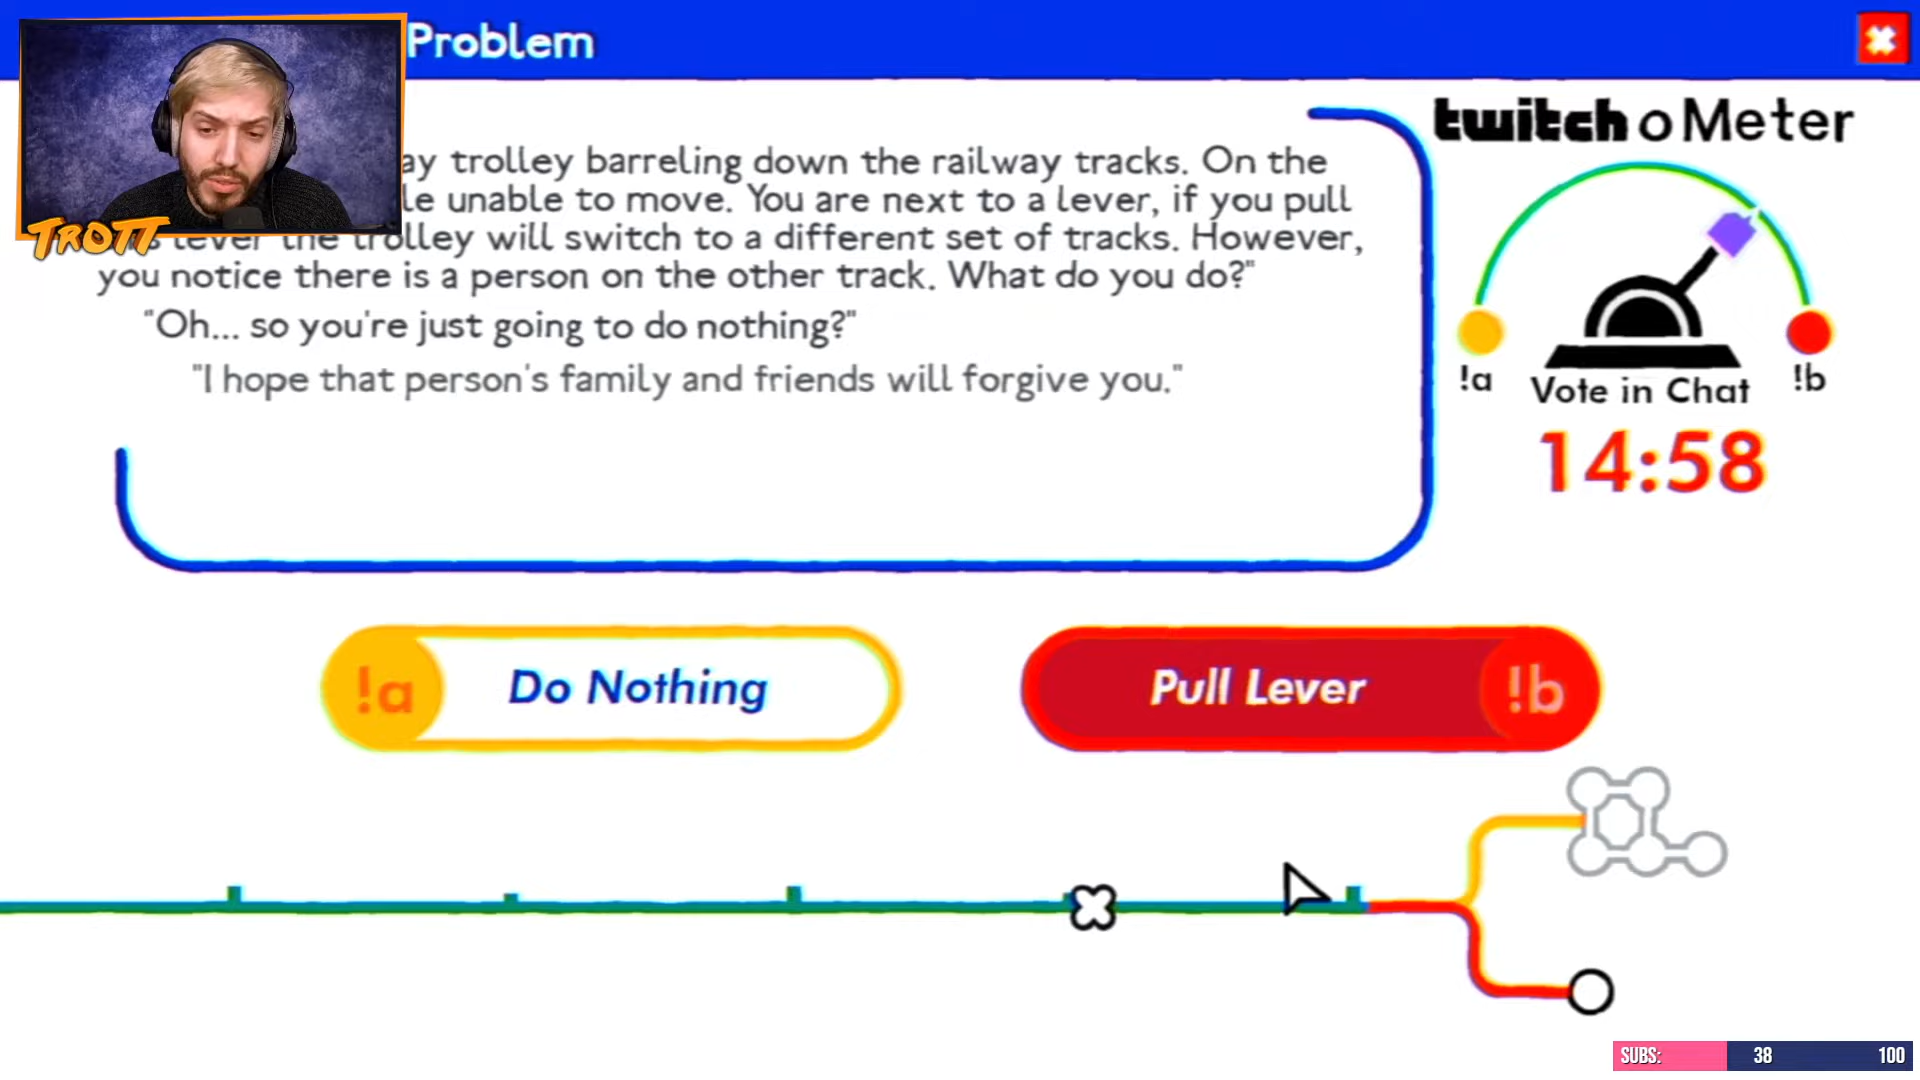 Problem
TROTT
ay trolley barreling down the railway tracks. On the
le unable to move. You are next to a lever, if you pull
lever the trolley will switch to a different set of tracks. However,
you notice there is a person on the other track. What do you do?"
"Oh... so you're just going to do nothing?"
"I hope that person's family and friends will forgive you."
twitch o Meter
!a
Vote in Chat
!b
14:58
!a Do Nothing
Pull Lever !b
SUBS: 38 100